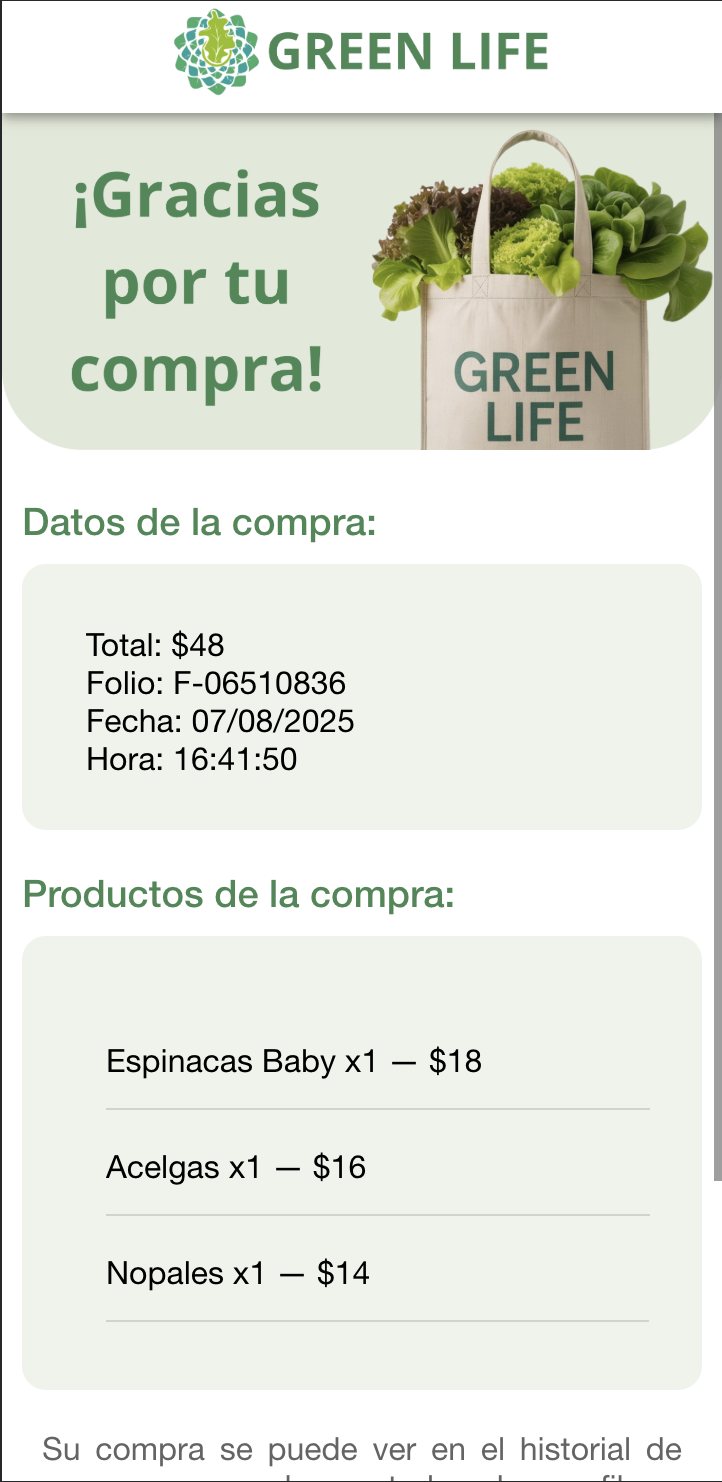 GREEN LIFE
¡Gracias
por tu
compra!
GREEN
LIFE
Datos de la compra:
Total: $48
Folio: F-06510836
Fecha: 07/08/2025
Hora: 16:41:50
Productos de la compra:
Espinacas Baby x1 — $18
Acelgas x1 — $16
Nopales x1 — $14
Su compra se puede ver en el historial de